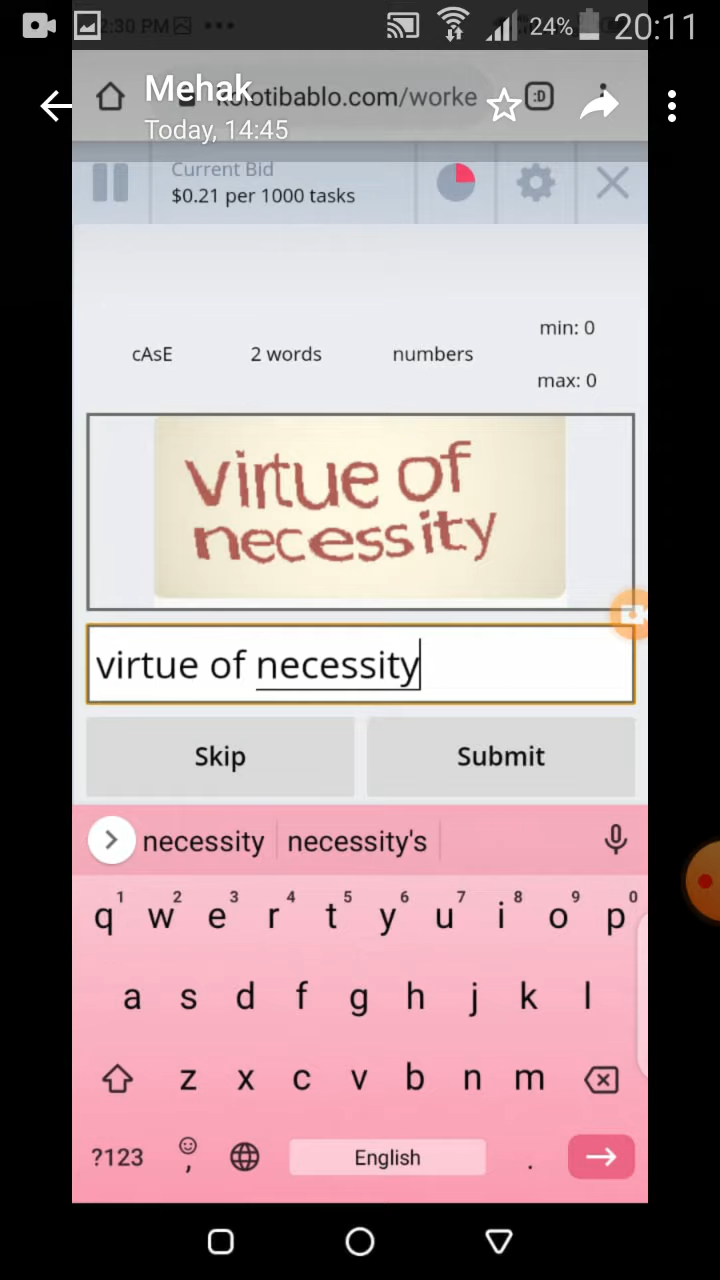 2:30 PM
24% 20:11
Mehak
kolotibablo.com/worke
:D
Today, 14:45
Current Bid
$0.21 per 1000 tasks
min: 0
cAsE 2 words numbers
max: 0
virtue of
necessity
virtue of necessity
Skip Submit
necessity necessity's
1 2 3 4 5 6 7 8 9 0
q w e r t y u i o p
a s d f g h j k l
z x c v b n m
?123 , English .